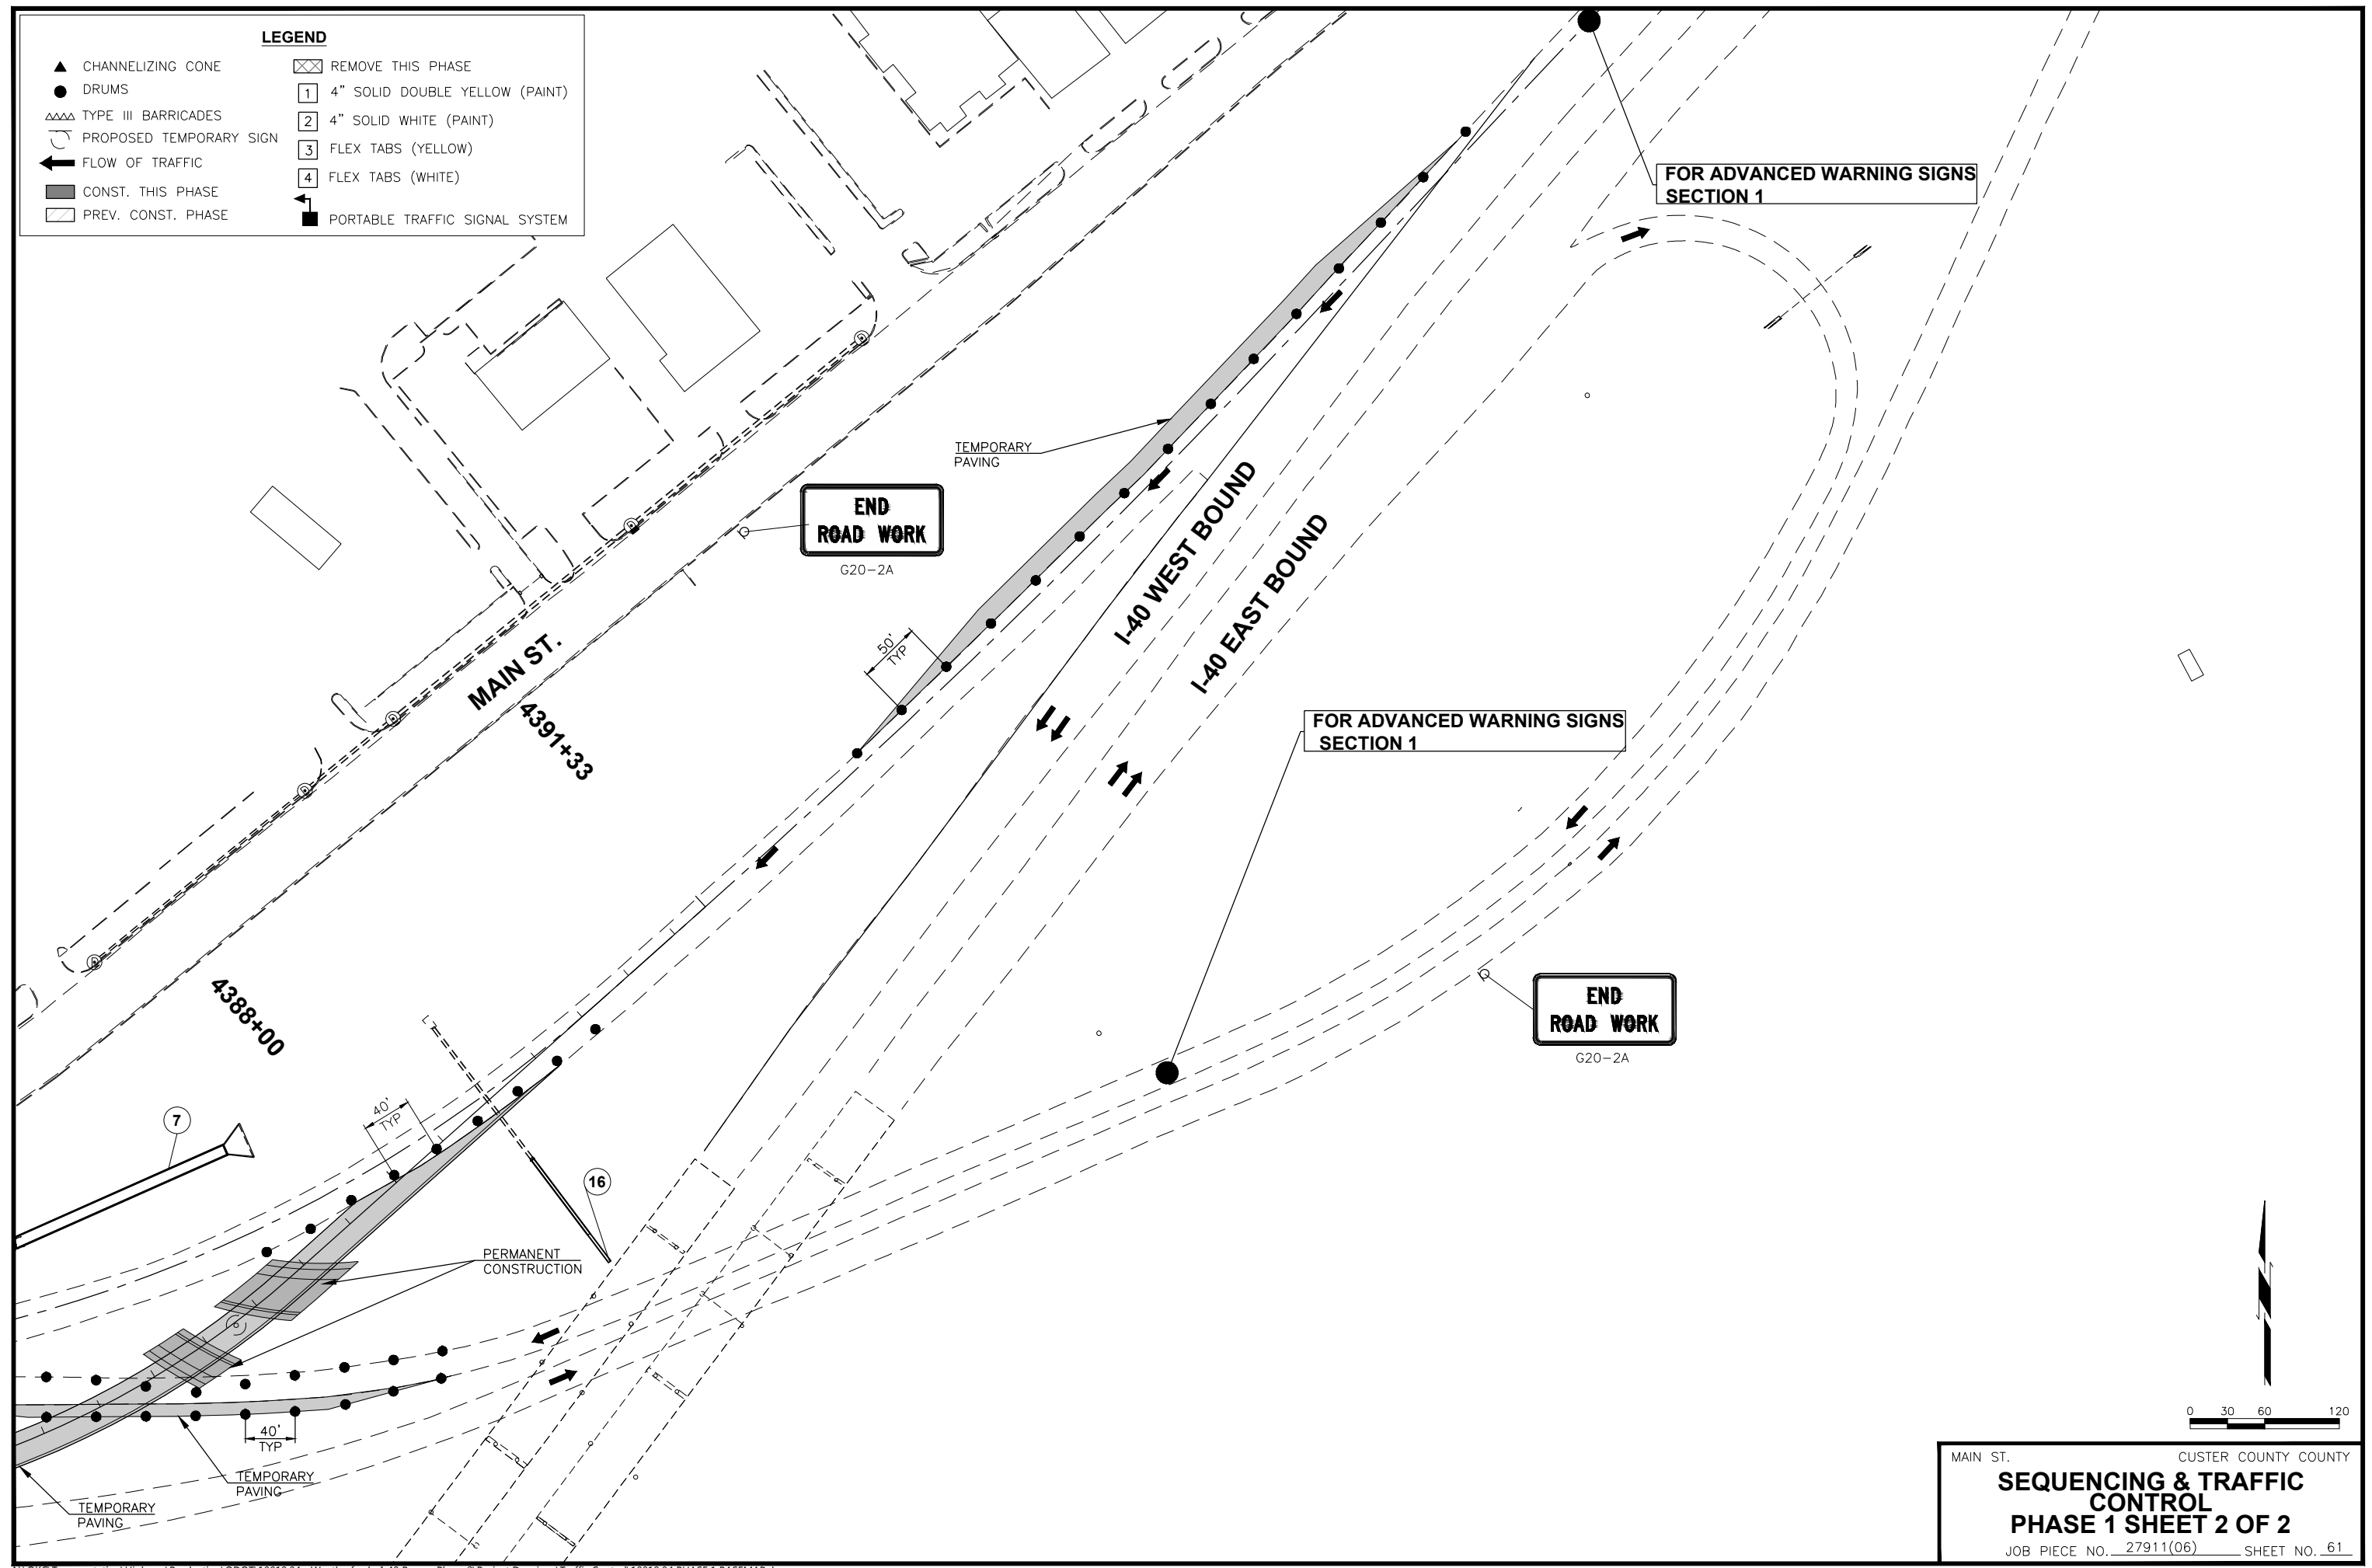 LEGEND
CHANNELIZING CONE
DRUMS
TYPE III BARRICADES
PROPOSED TEMPORARY SIGN
FLOW OF TRAFFIC
CONST. THIS PHASE
PREV. CONST. PHASE
REMOVE THIS PHASE
1 4" SOLID DOUBLE YELLOW (PAINT)
2 4" SOLID WHITE (PAINT)
3 FLEX TABS (YELLOW)
4 FLEX TABS (WHITE)
PORTABLE TRAFFIC SIGNAL SYSTEM
FOR ADVANCED WARNING SIGNS
SECTION 1
TEMPORARY
PAVING
END
ROAD WORK
G20-2A
I-40 WEST BOUND
I-40 EAST BOUND
50'
TYP
MAIN ST.
4391+33
FOR ADVANCED WARNING SIGNS
SECTION 1
4388+00
END
ROAD WORK
G20-2A
7
40'
TYP
16
PERMANENT
CONSTRUCTION
40'
TYP
TEMPORARY
PAVING
TEMPORARY
PAVING
0 30 60 120
MAIN ST. CUSTER COUNTY COUNTY
SEQUENCING & TRAFFIC
CONTROL
PHASE 1 SHEET 2 OF 2
JOB PIECE NO. 27911(06) SHEET NO. 61